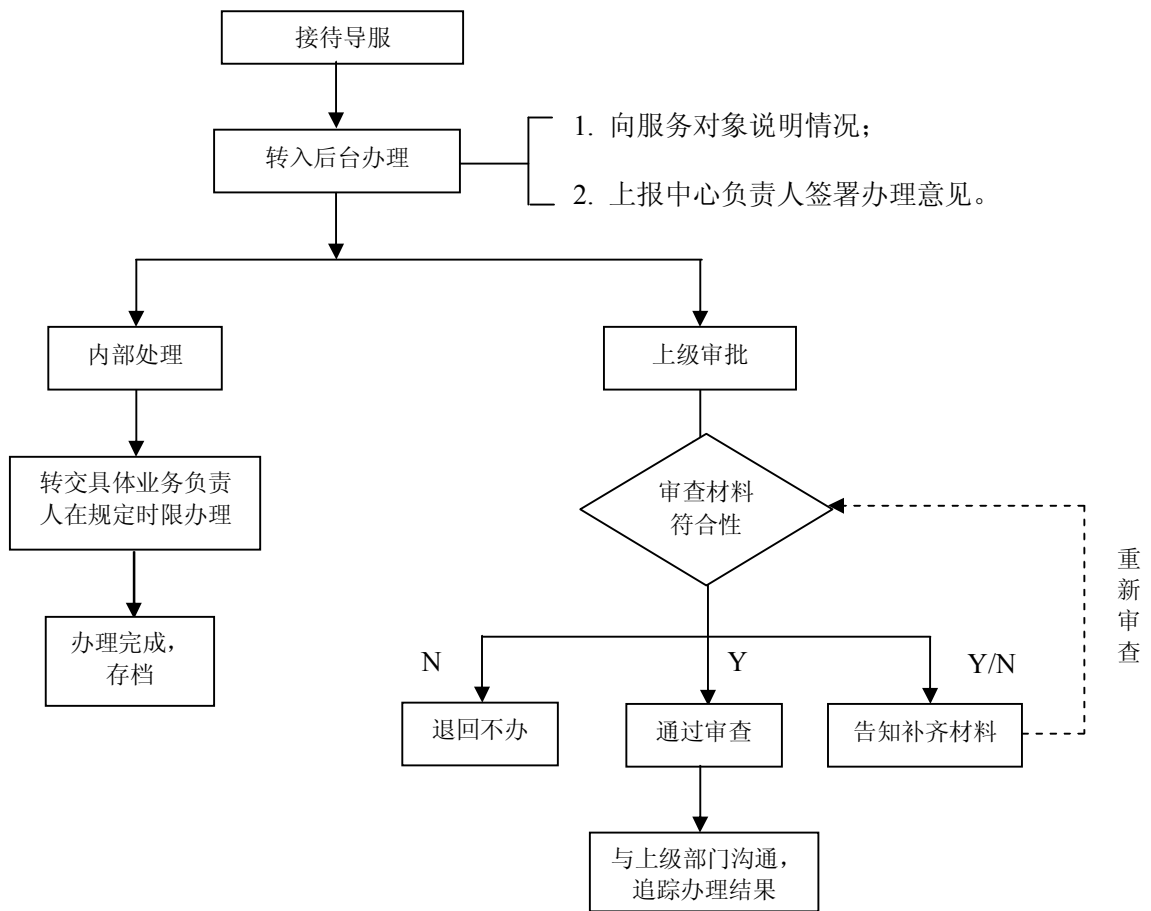 接待导服
1. 向服务对象说明情况；
转入后台办理
2. 上报中心负责人签署办理意见。
内部处理
上级审批
转交具体业务负责
人在规定时限办理
审查材料
符合性
重新审查
办理完成，
存档
N
Y
Y/N
退回不办
通过审查
告知补齐材料
与上级部门沟通，
追踪办理结果